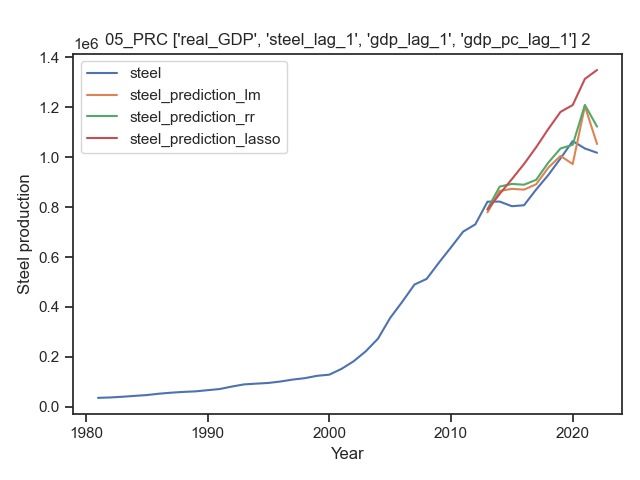 05_PRC ['real_GDP', 'steel_lag_1', 'gdp_lag_1', 'gdp_pc_lag_1'] 2
1e6
steel
steel_prediction_lm
steel_prediction_rr
steel_prediction_lasso
Steel production
1.4
1.2
1.0
0.8
0.6
0.4
0.2
0.0
1980 1990 2000 2010 2020
Year